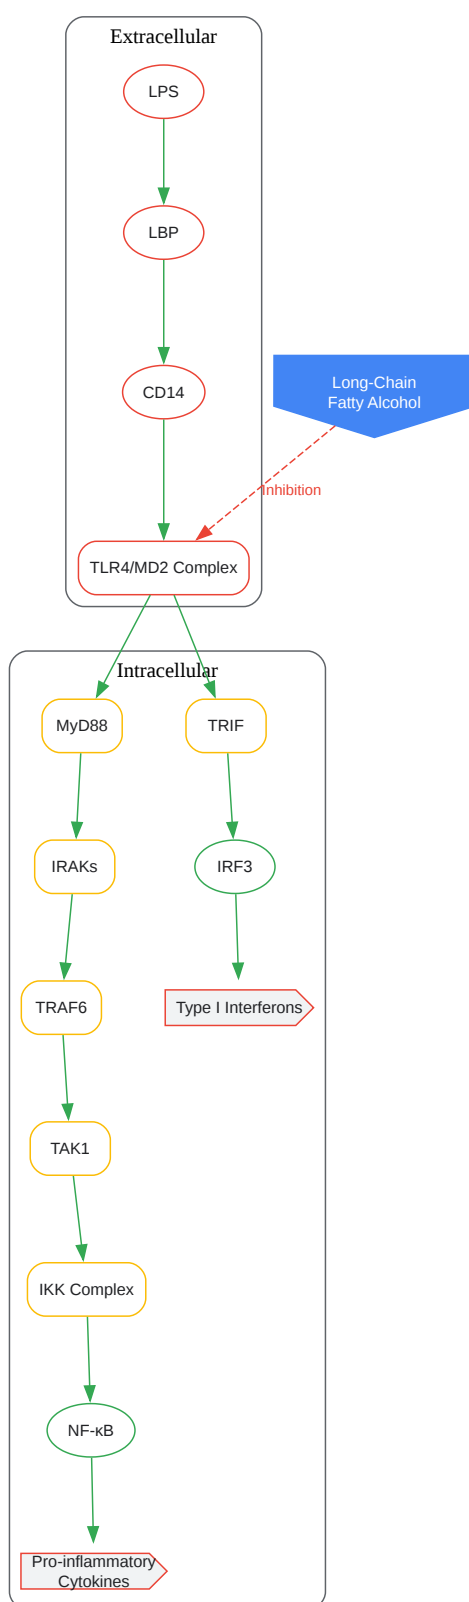 Extracellular
LPS
LBP
CD14
Long-Chain
Fatty Alcohol
Inhibition
TLR4/MD2 Complex
Intracellular
MyD88
TRIF
IRAKs
IRF3
TRAF6
Type I Interferons
TAK1
IKK Complex
NF-κB
Pro-inflammatory
Cytokines